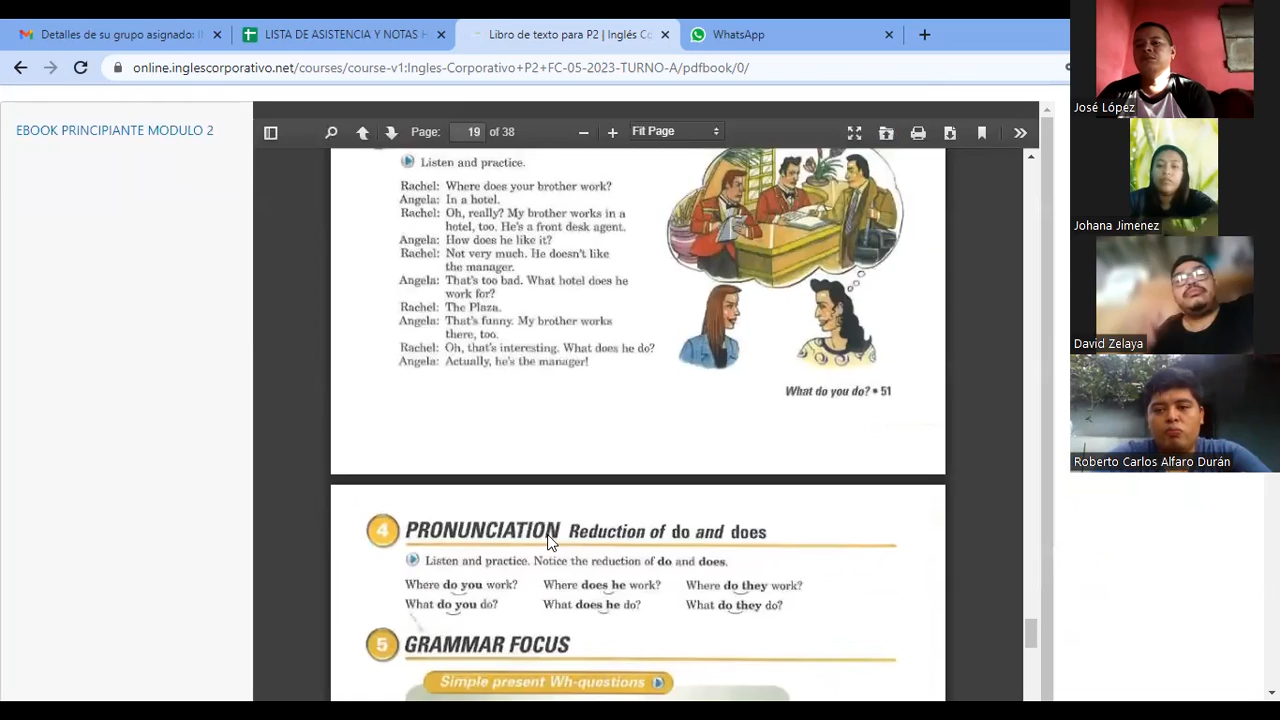 Detalles de su grupo asignado: I
LISTA DE ASISTENCIA Y NOTAS
Libro de texto para P2 | Inglés Co
WhatsApp
online.inglescorporativo.net/courses/course-v1:Ingles-Corporativo+P2+FC-05-2023-TURNO-A/pdfbook/0/
EBOOK PRINCIPIANTE MODULO 2
Page: 19 of 38
Fit Page
Listen and practice.
Rachel: Where does your brother work?
Angela: In a hotel.
Rachel: Oh, really? My brother works in a
hotel, too. He's a front desk agent.
Angela: How does he like it?
Rachel: Not very much. He doesn't like
the manager.
Angela: That's too bad. What hotel does he
work for?
Rachel: The Plaza.
Angela: That's funny. My brother works
there, too.
Rachel: Oh, that's interesting. What does he do?
Angela: Actually, he's the manager!
What do you do? • 51
4 PRONUNCIATION Reduction of do and does
Listen and practice. Notice the reduction of do and does.
Where do you work? Where does he work? Where do they work?
What do you do? What does he do? What do they do?
5 GRAMMAR FOCUS
Simple present Wh-questions
José López
Johana Jimenez
David Zelaya
Roberto Carlos Alfaro Durán